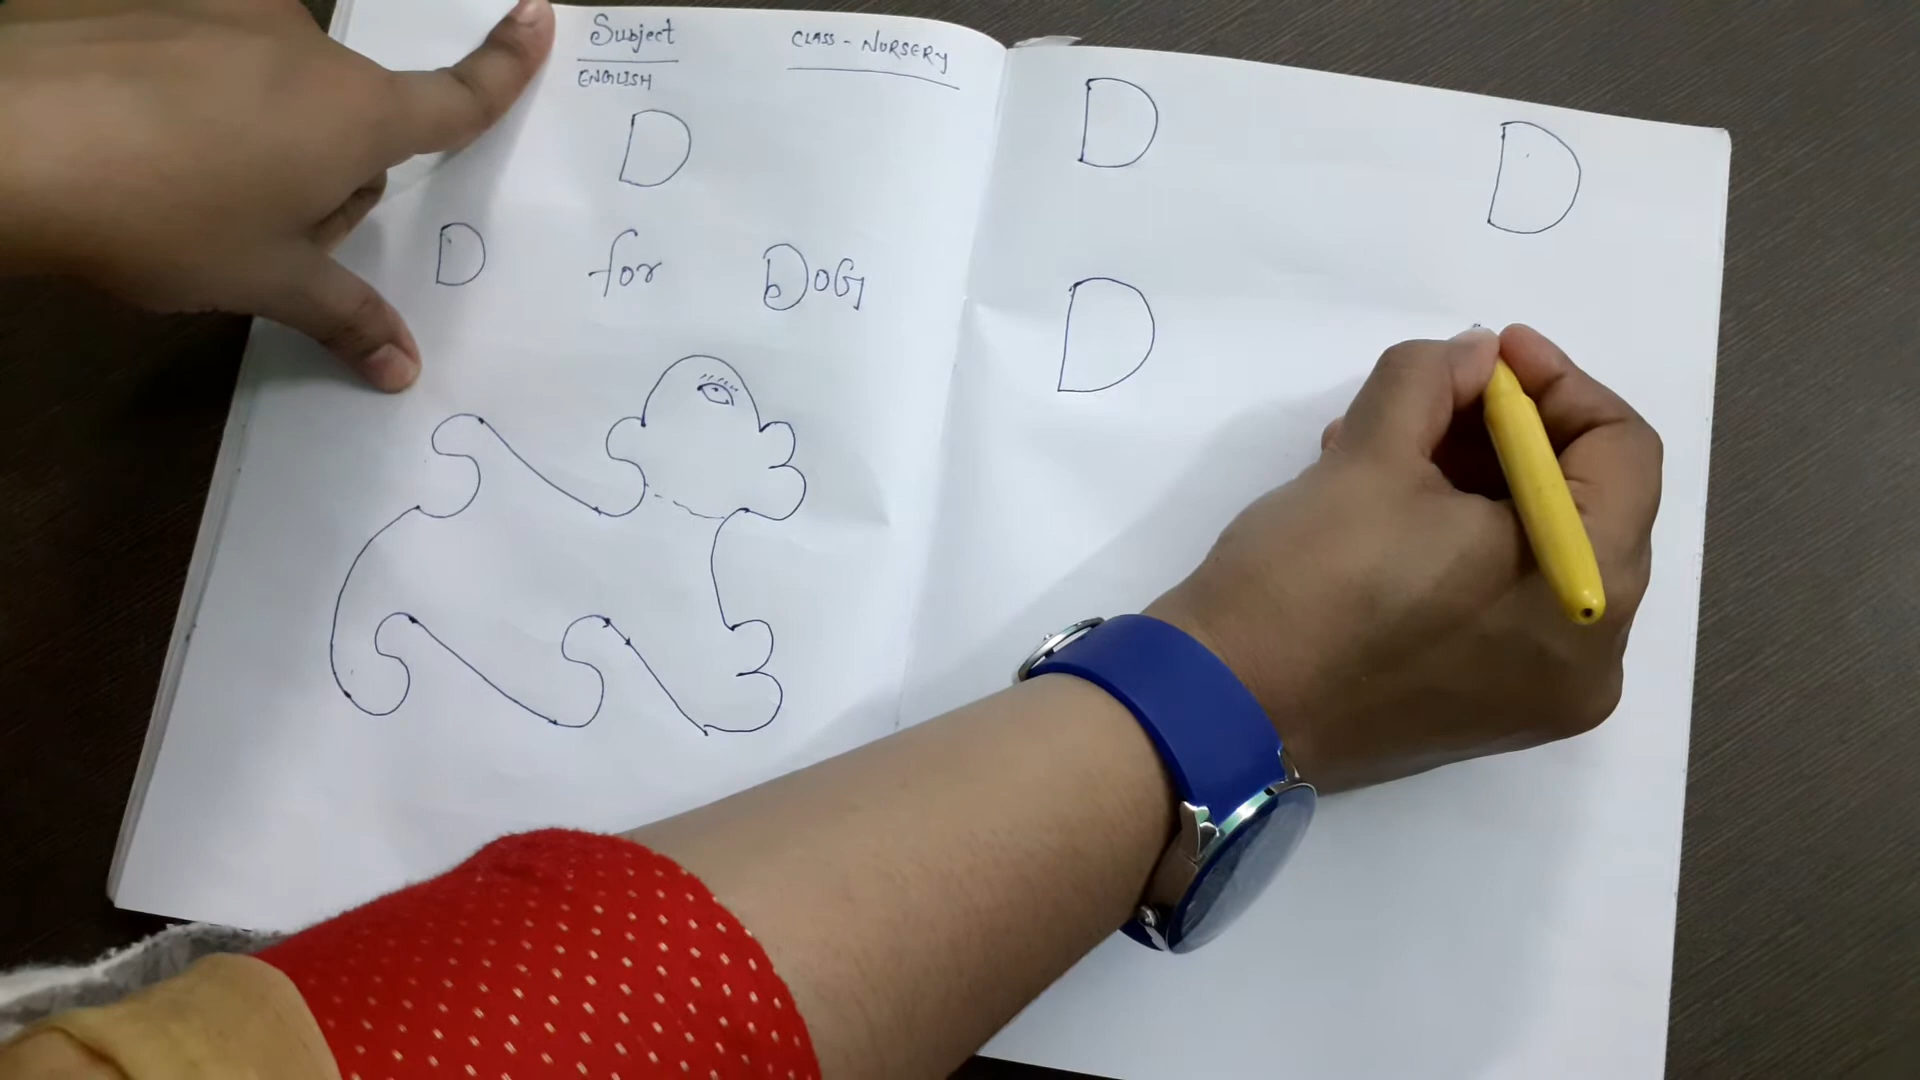 Subject
ENGLISH
CLASS - NURSERY
D
D for DOG
D D
D